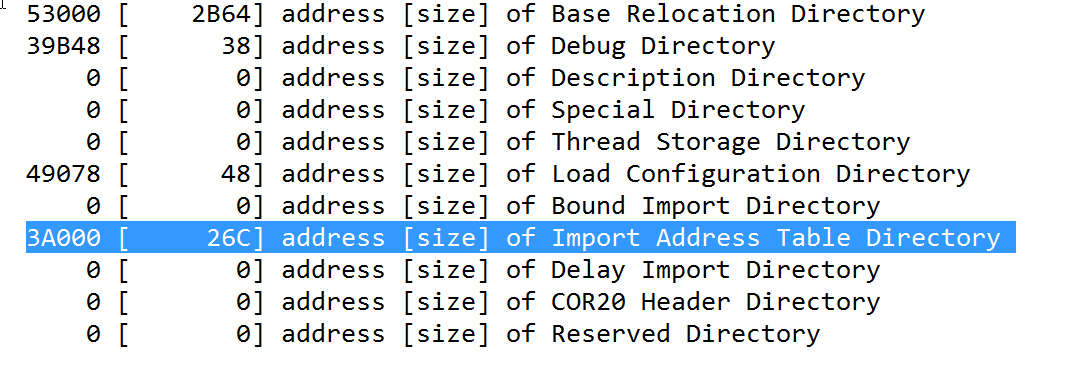 53000 [    2B64] address [size] of Base Relocation Directory
39B48 [      38] address [size] of Debug Directory
    0 [       0] address [size] of Description Directory
    0 [       0] address [size] of Special Directory
    0 [       0] address [size] of Thread Storage Directory
49078 [      48] address [size] of Load Configuration Directory
    0 [       0] address [size] of Bound Import Directory
3A000 [     26C] address [size] of Import Address Table Directory
    0 [       0] address [size] of Delay Import Directory
    0 [       0] address [size] of COR20 Header Directory
    0 [       0] address [size] of Reserved Directory